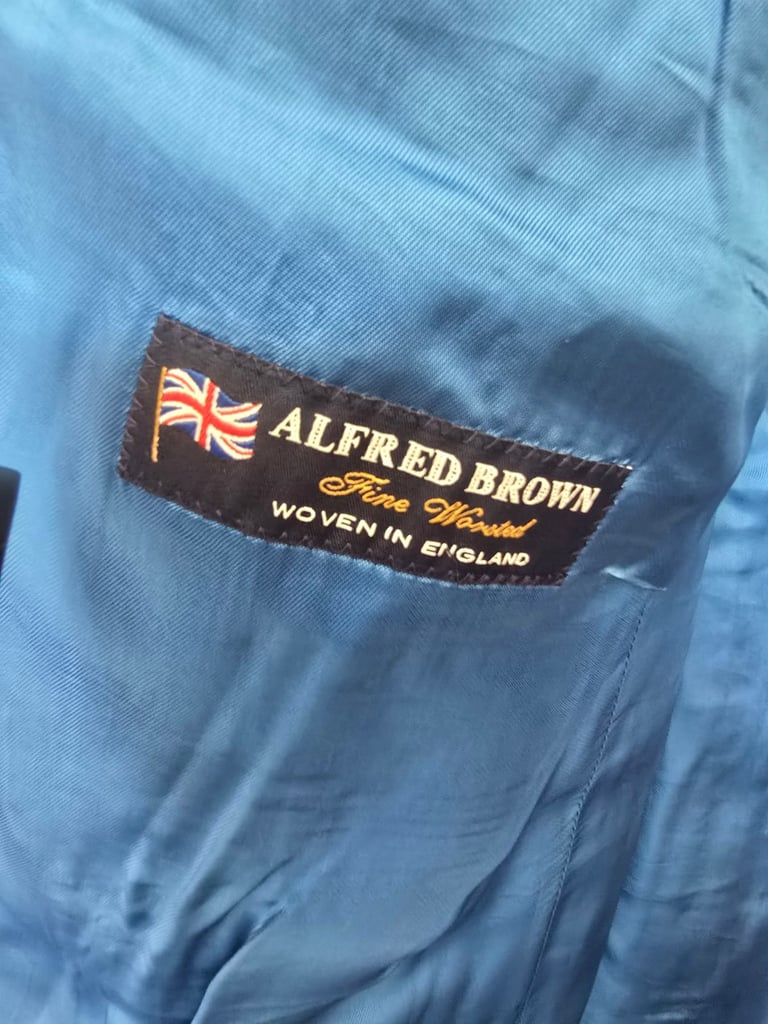 ALFRED BROWN
Fine Worsted
WOVEN IN ENGLAND